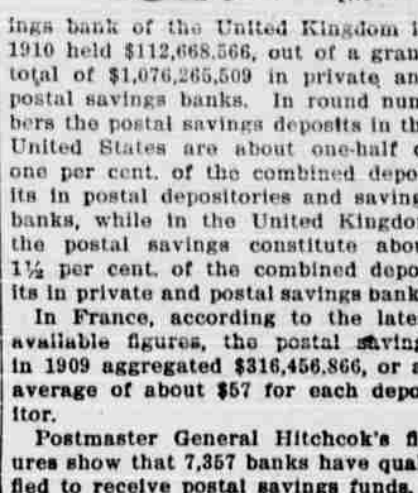 ings bank of the United Kingdom i
1910 held $112,668,566, out of a gran
total of $1,076,265,509 in private an
postal savings banks. In round num
bers the postal savings deposits in th
United States are about one-half o
one per cent. of the combined depo
its in postal depositories and saving
banks, while in the United Kingdo
the postal savings constitute abou
1½ per cent. of the combined depo
its in private and postal savings bank
In France, according to the late
available figures, the postal saving
in 1909 aggregated $316,456,866, or a
average of about $57 for each depo
itor.
Postmaster General Hitchcok's fi
ures show that 7,357 banks have qual
fied to receive postal savings funds.